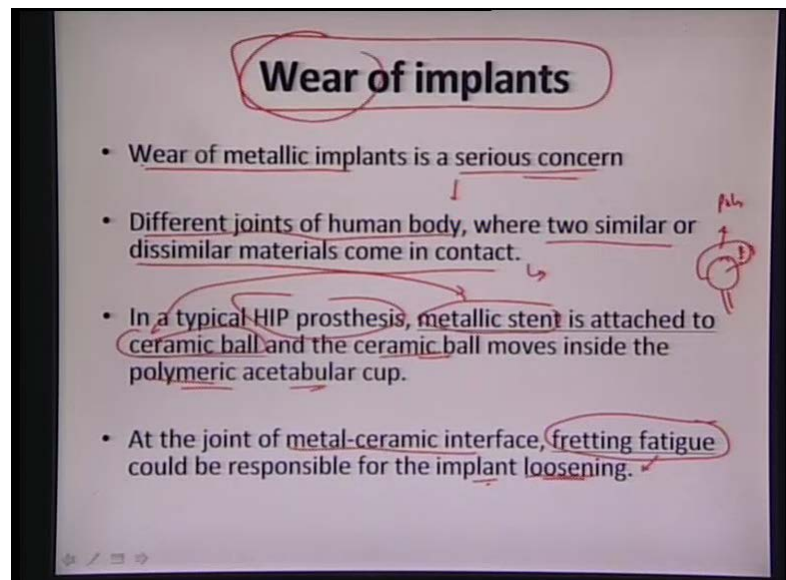 Wear of implants
• Wear of metallic implants is a serious concern
• Different joints of human body, where two similar or
dissimilar materials come in contact.
• In a typical HIP prosthesis, metallic stent is attached to
ceramic ball and the ceramic ball moves inside the
polymeric acetabular cup.
• At the joint of metal-ceramic interface, fretting fatigue
could be responsible for the implant loosening.